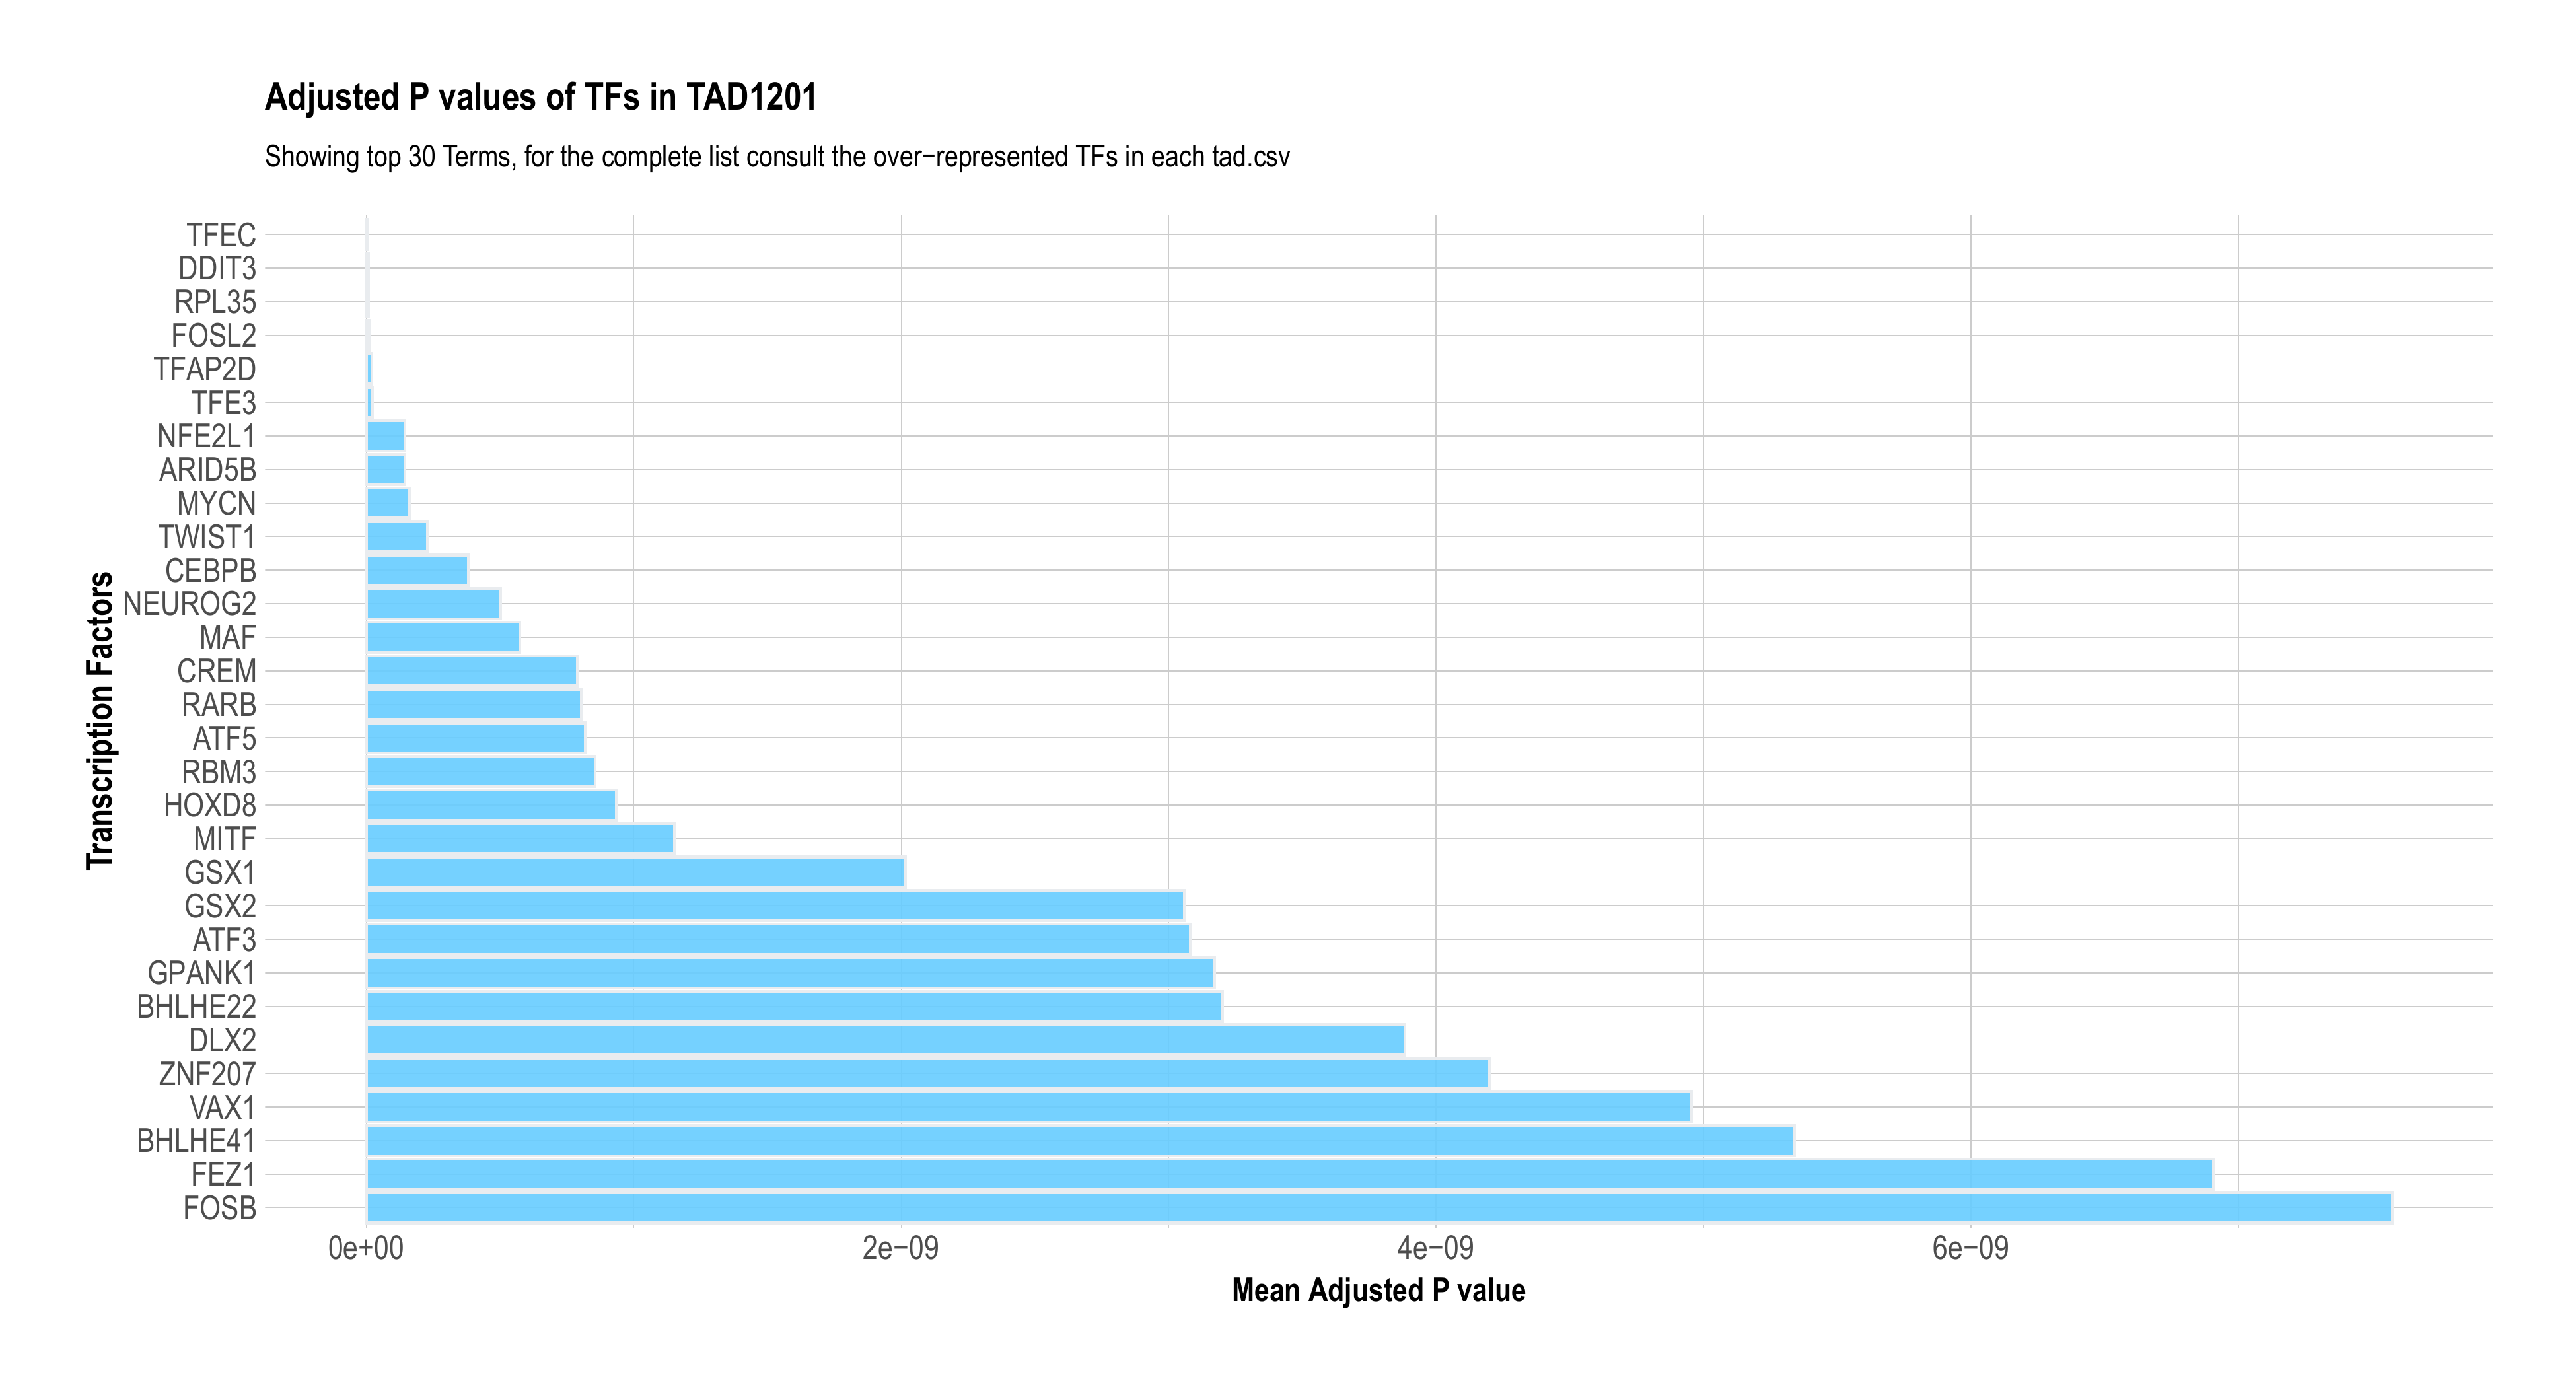 Adjusted P values of TFs in TAD1201
Showing top 30 Terms, for the complete list consult the over−represented TFs in each tad.csv
Transcription Factors
TFEC
DDIT3
RPL35
FOSL2
TFAP2D
TFE3
NFE2L1
ARID5B
MYCN
TWIST1
CEBPB
NEUROG2
MAF
CREM
RARB
ATF5
RBM3
HOXD8
MITF
GSX1
GSX2
ATF3
GPANK1
BHLHE22
DLX2
ZNF207
VAX1
BHLHE41
FEZ1
FOSB
0e+00 2e−09 4e−09 6e−09
Mean Adjusted P value